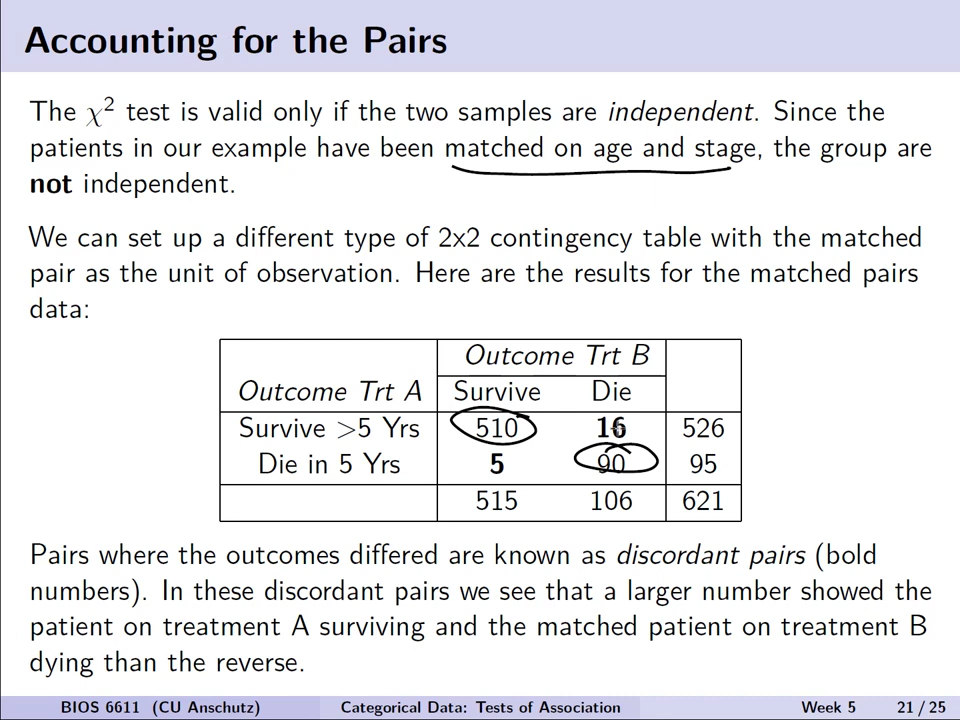 Accounting for the Pairs
The χ² test is valid only if the two samples are independent. Since the
patients in our example have been matched on age and stage, the group are
not independent.
We can set up a different type of 2x2 contingency table with the matched
pair as the unit of observation. Here are the results for the matched pairs
data:
Outcome Trt B
Outcome Trt A Survive Die
Survive >5 Yrs 510 16 526
Die in 5 Yrs 5 90 95
515 106 621
Pairs where the outcomes differed are known as discordant pairs (bold
numbers). In these discordant pairs we see that a larger number showed the
patient on treatment A surviving and the matched patient on treatment B
dying than the reverse.
BIOS 6611 (CU Anschutz) Categorical Data: Tests of Association Week 5 21 / 25